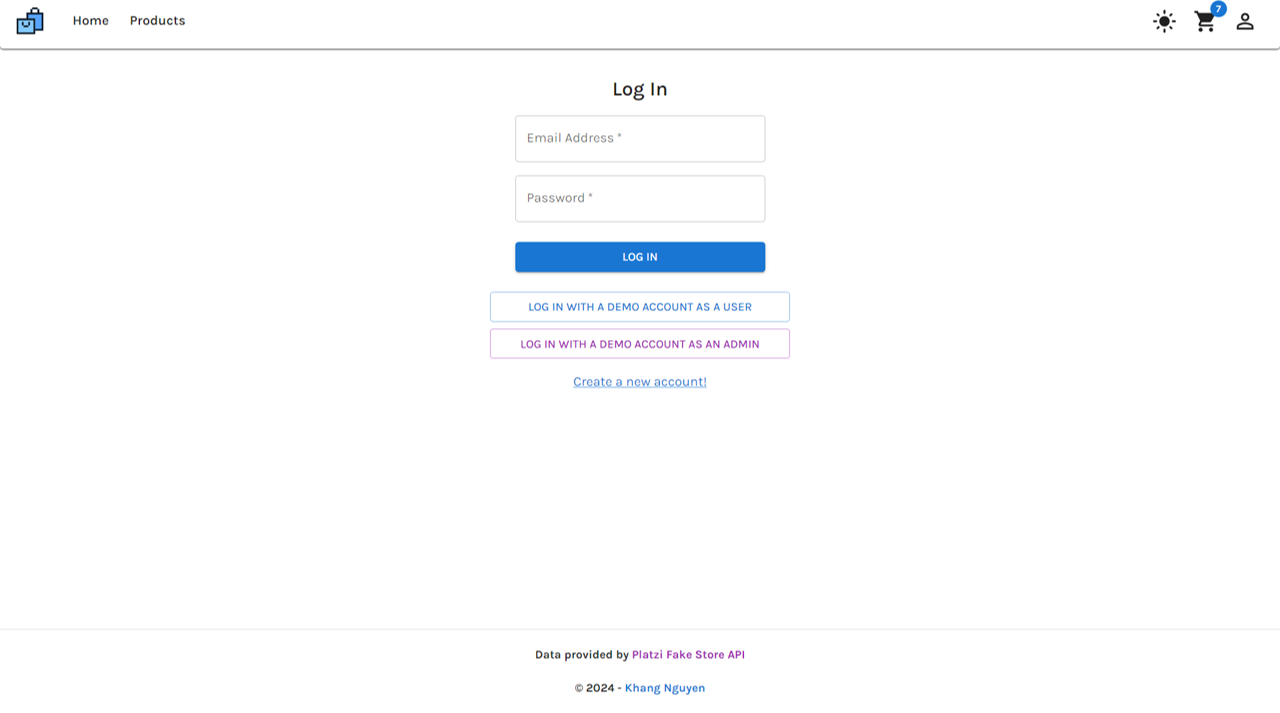 Home Products 7
Log In
Email Address *
Password *
LOG IN
LOG IN WITH A DEMO ACCOUNT AS A USER
LOG IN WITH A DEMO ACCOUNT AS AN ADMIN
Create a new account!
Data provided by Platzi Fake Store API
© 2024 - Khang Nguyen